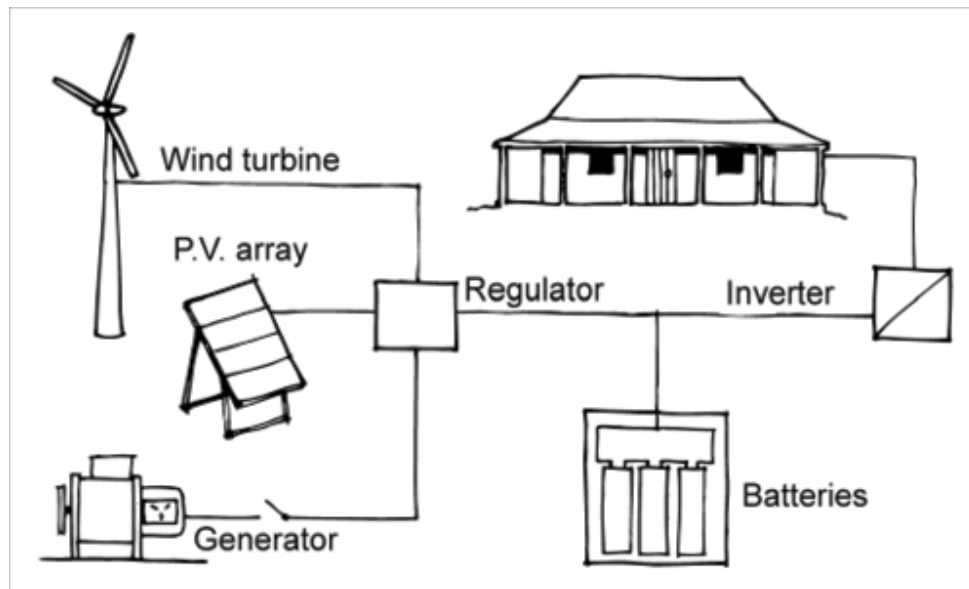 Wind turbine
P.V. array
Regulator
Inverter
Batteries
Generator